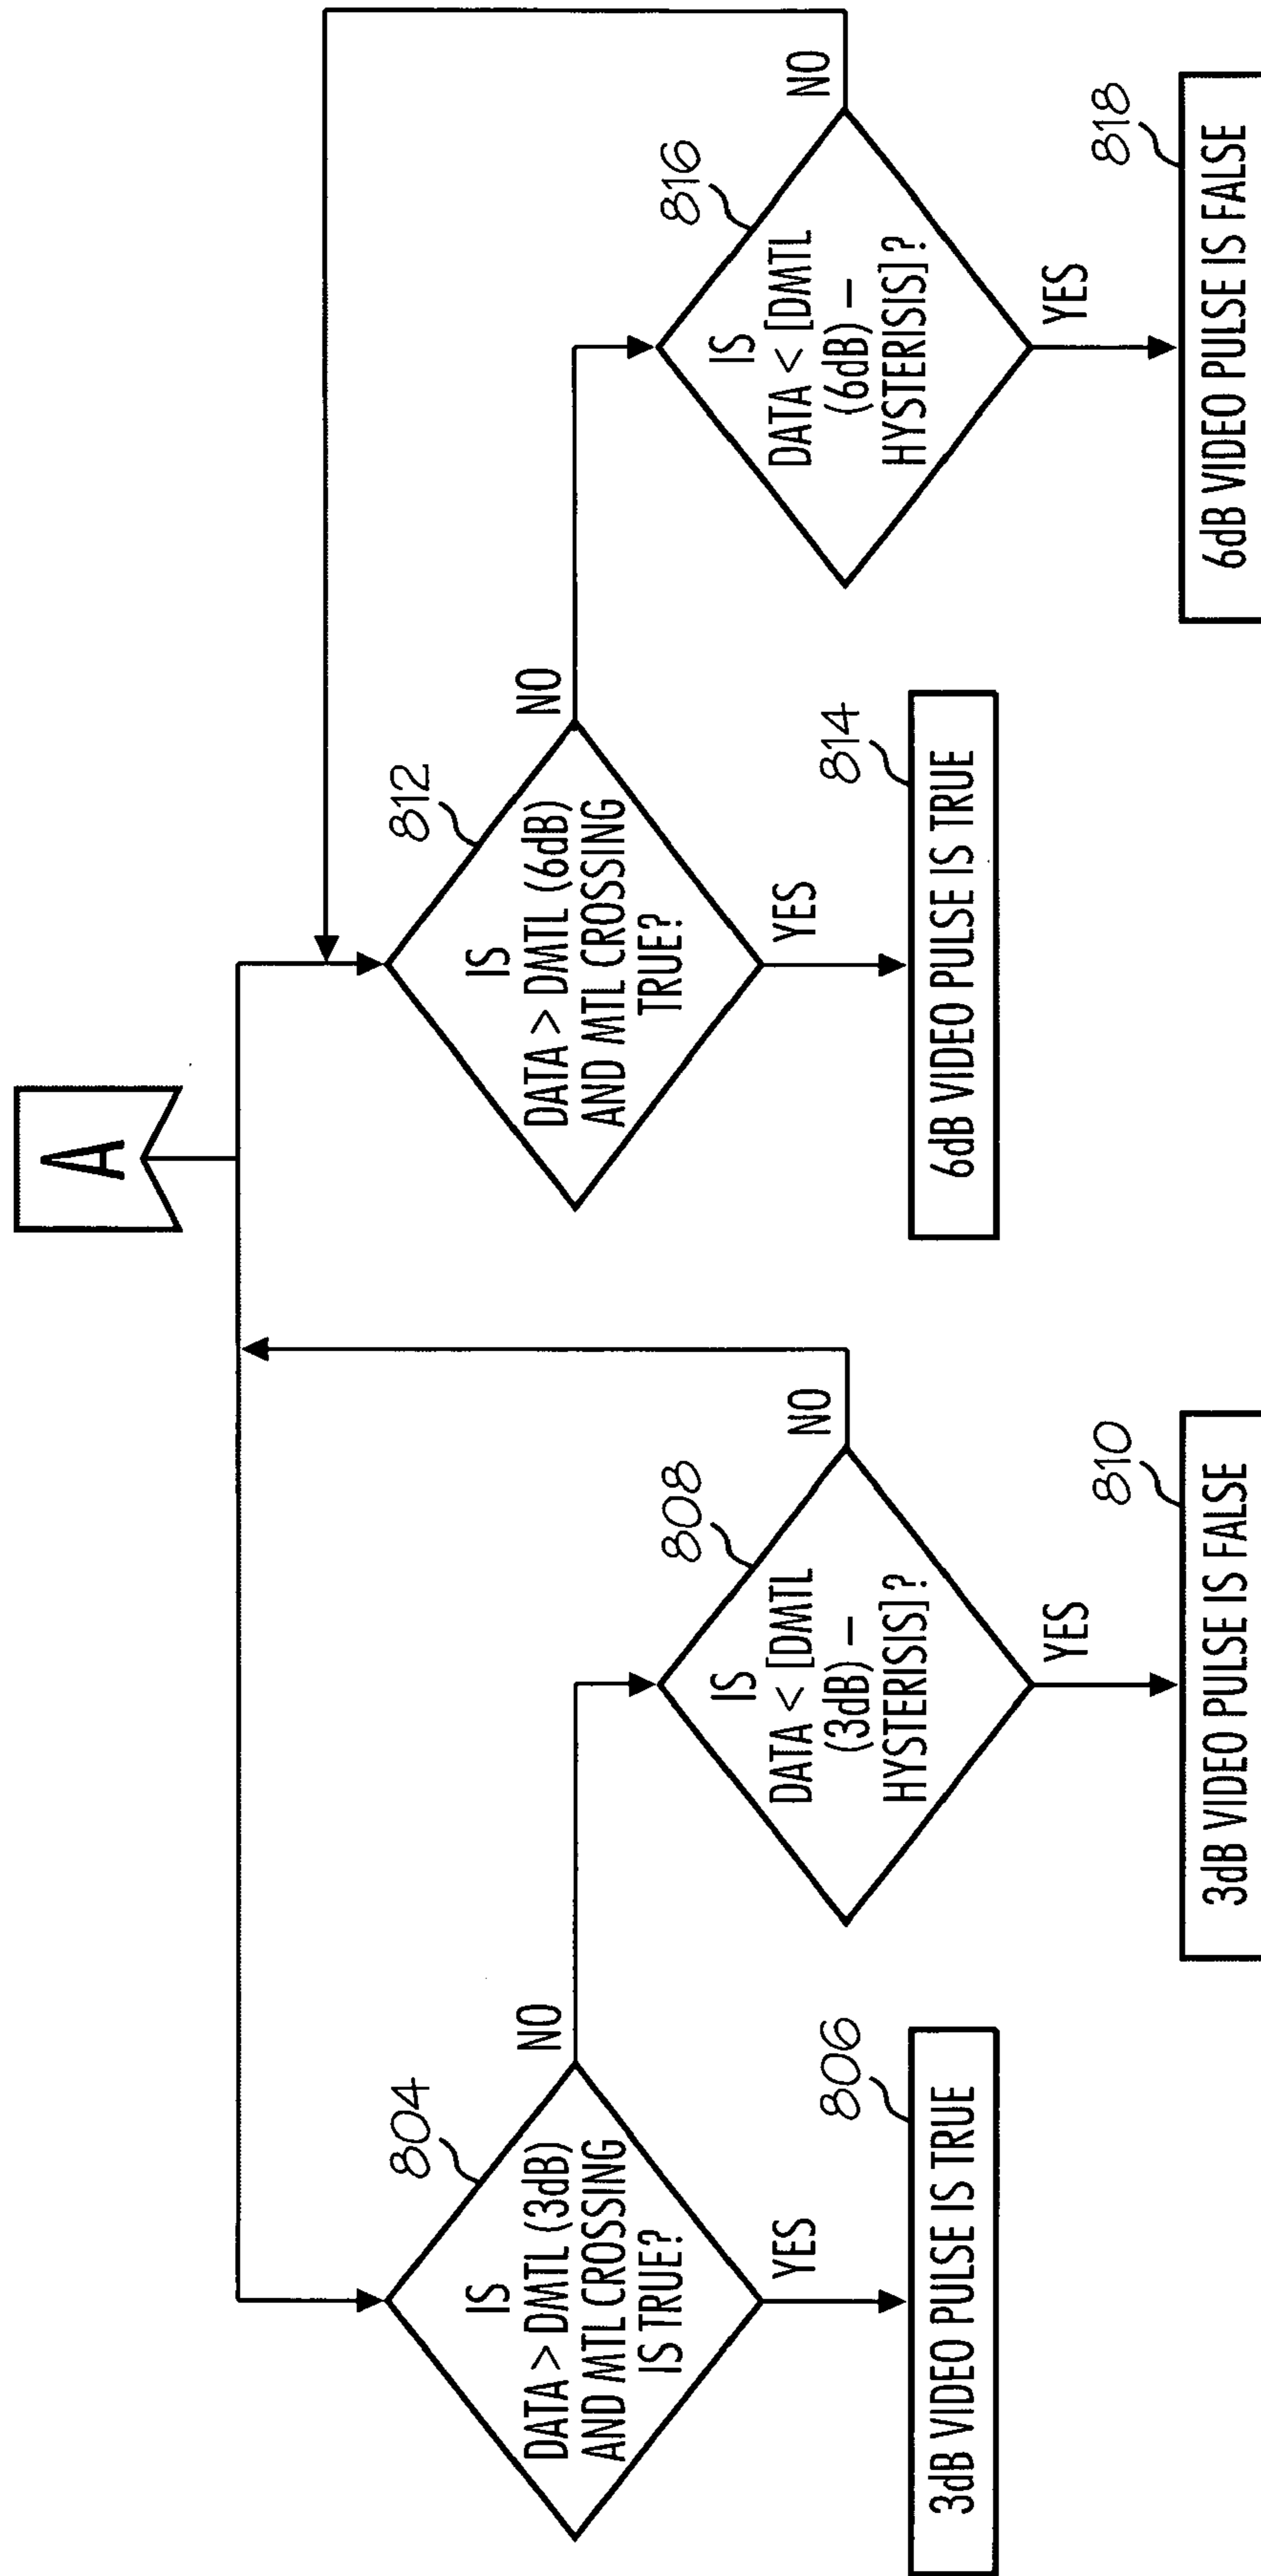 A
804
IS
DATA > DMTL (3dB)
AND MTL CROSSING
IS TRUE?
NO
YES
806
3dB VIDEO PULSE IS TRUE
808
IS
DATA < [DMTL
(3dB) –
HYSTERISIS]?
NO
YES
810
3dB VIDEO PULSE IS FALSE
812
IS
DATA > DMTL (6dB)
AND MTL CROSSING
TRUE?
NO
YES
814
6dB VIDEO PULSE IS TRUE
816
IS
DATA < [DMTL
(6dB) –
HYSTERISIS]?
NO
YES
818
6dB VIDEO PULSE IS FALSE